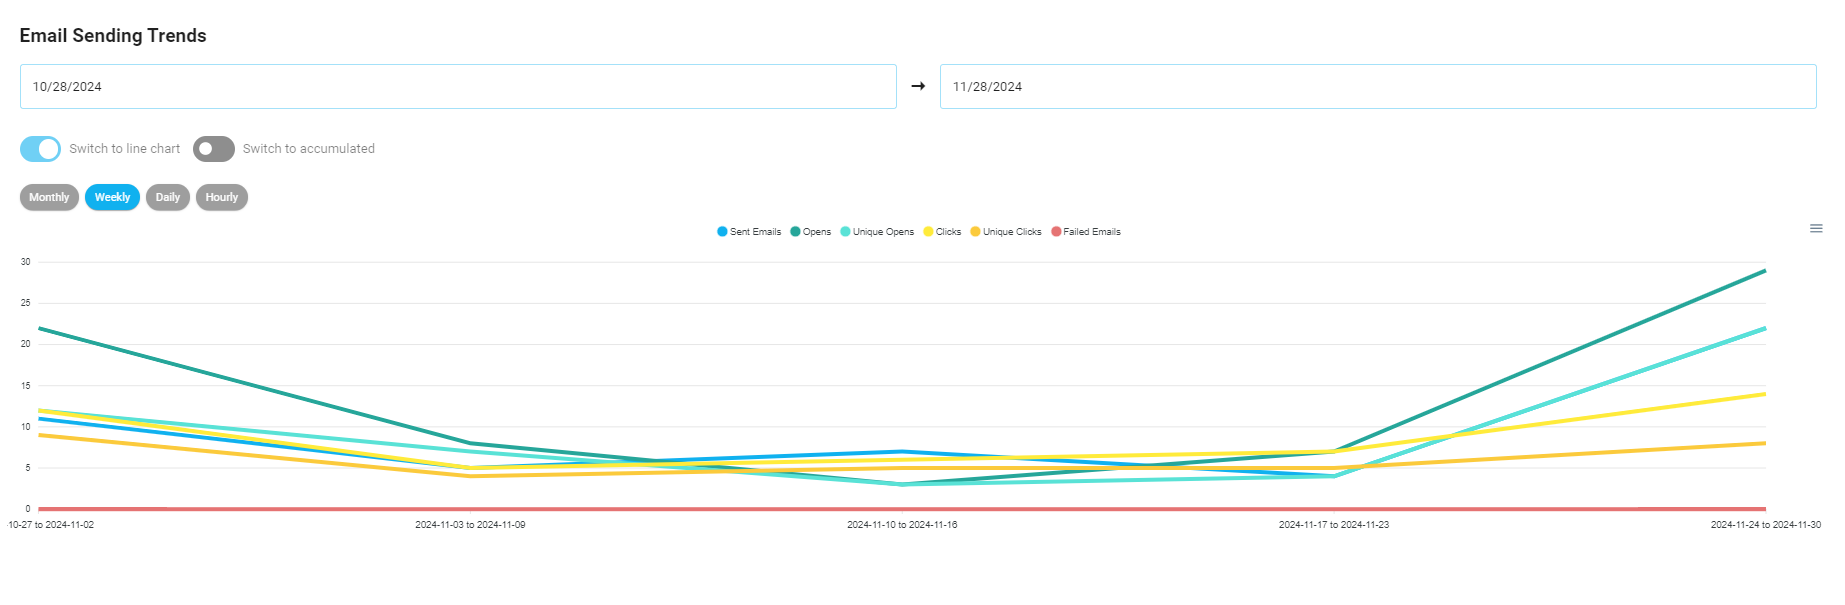 Email Sending Trends
10/28/2024 → 11/28/2024
Switch to line chart Switch to accumulated
Monthly Weekly Daily Hourly
Sent Emails Opens Unique Opens Clicks Unique Clicks Failed Emails
30
25
20
15
10
5
0
10-27 to 2024-11-02 2024-11-03 to 2024-11-09 2024-11-10 to 2024-11-16 2024-11-17 to 2024-11-23 2024-11-24 to 2024-11-30